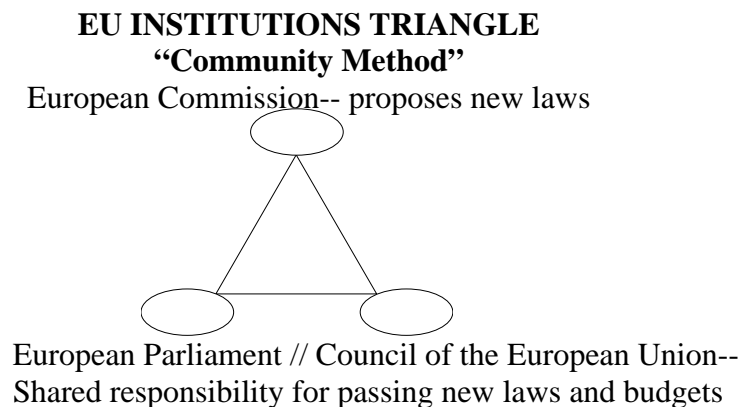 EU INSTITUTIONS TRIANGLE
“Community Method”
European Commission-- proposes new laws
European Parliament // Council of the European Union--
Shared responsibility for passing new laws and budgets